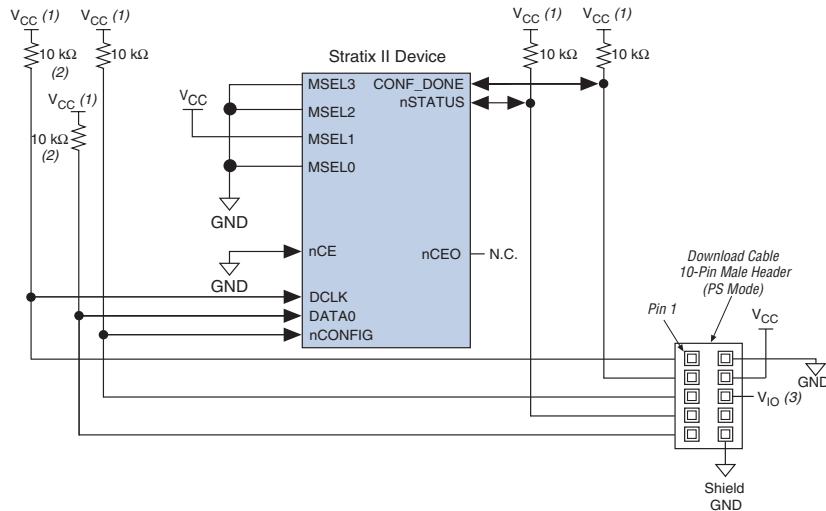 VCC (1)
VCC (1)
10 kΩ
(2)
10 kΩ
VCC (1)
10 kΩ
(2)
VCC (1)
VCC (1)
10 kΩ
10 kΩ
Stratix II Device
VCC
MSEL3
MSEL2
MSEL1
MSEL0
CONF_DONE
nSTATUS
GND
nCE
nCEO
N.C.
GND
DCLK
DATA0
nCONFIG
Download Cable
10-Pin Male Header
(PS Mode)
Pin 1
VCC
GND
VIO (3)
Shield
GND